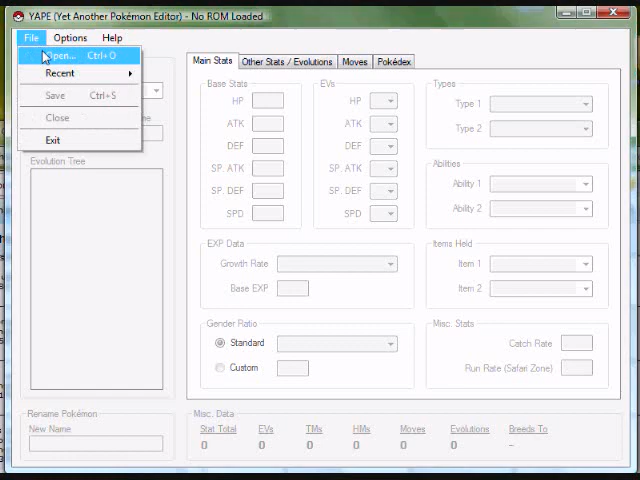 YAPE (Yet Another Pokémon Editor) - No ROM Loaded
File Options Help
Open... Ctrl+O
Recent
Save Ctrl+S
Close
Exit
Evolution Tree
Rename Pokémon
New Name
Main Stats Other Stats / Evolutions Moves Pokédex
Base Stats
HP
ATK
DEF
SP. ATK
SP. DEF
SPD
EVs
HP
ATK
DEF
SP. ATK
SP. DEF
SPD
Types
Type 1
Type 2
Abilities
Ability 1
Ability 2
EXP Data
Growth Rate
Base EXP
Items Held
Item 1
Item 2
Gender Ratio
Standard
Custom
Misc. Stats
Catch Rate
Run Rate (Safari Zone)
Misc. Data
Stat Total EVs TMs HMs Moves Evolutions Breeds To
0 0 0 0 0 0 -